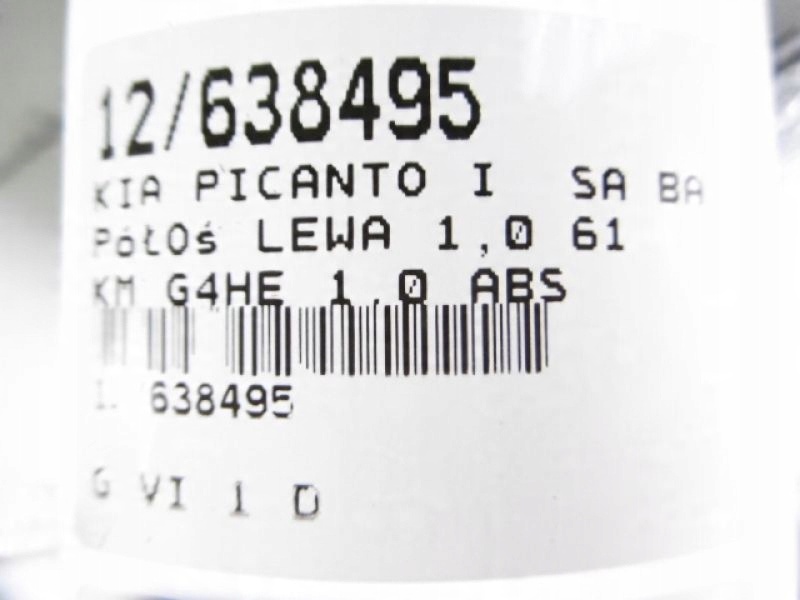 12/638495
KIA PICANTO I SA BA
PółOś LEWA 1,0 61
KM G4HE 1.0 ABS
1. 638495
G VI 1 D